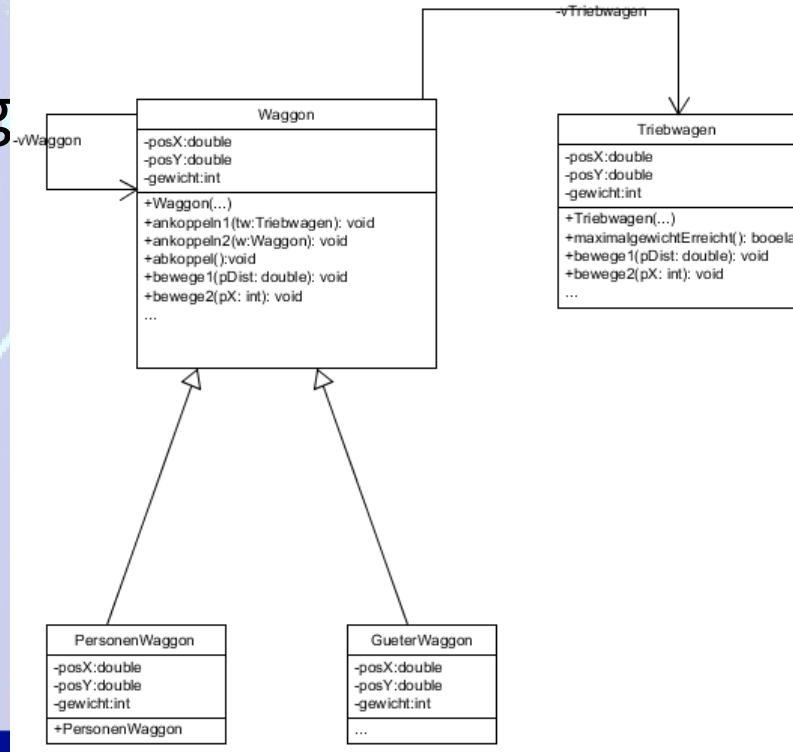 -vTriebwagen
g
-vWaggon
Waggon
-posX:double
-posY:double
-gewicht:int
+Waggon(...)
+ankoppeln1(tw:Triebwagen): void
+ankoppeln2(w:Waggon): void
+abkoppel():void
+bewege1(pDist: double): void
+bewege2(pX: int): void
...
Triebwagen
-posX:double
-posY:double
-gewicht:int
+Triebwagen(...)
+maximalgewichtErreicht(): booela
+bewege1(pDist: double): void
+bewege2(pX: int): void
...
PersonenWaggon
-posX:double
-posY:double
-gewicht:int
+PersonenWaggon
GueterWaggon
-posX:double
-posY:double
-gewicht:int
...